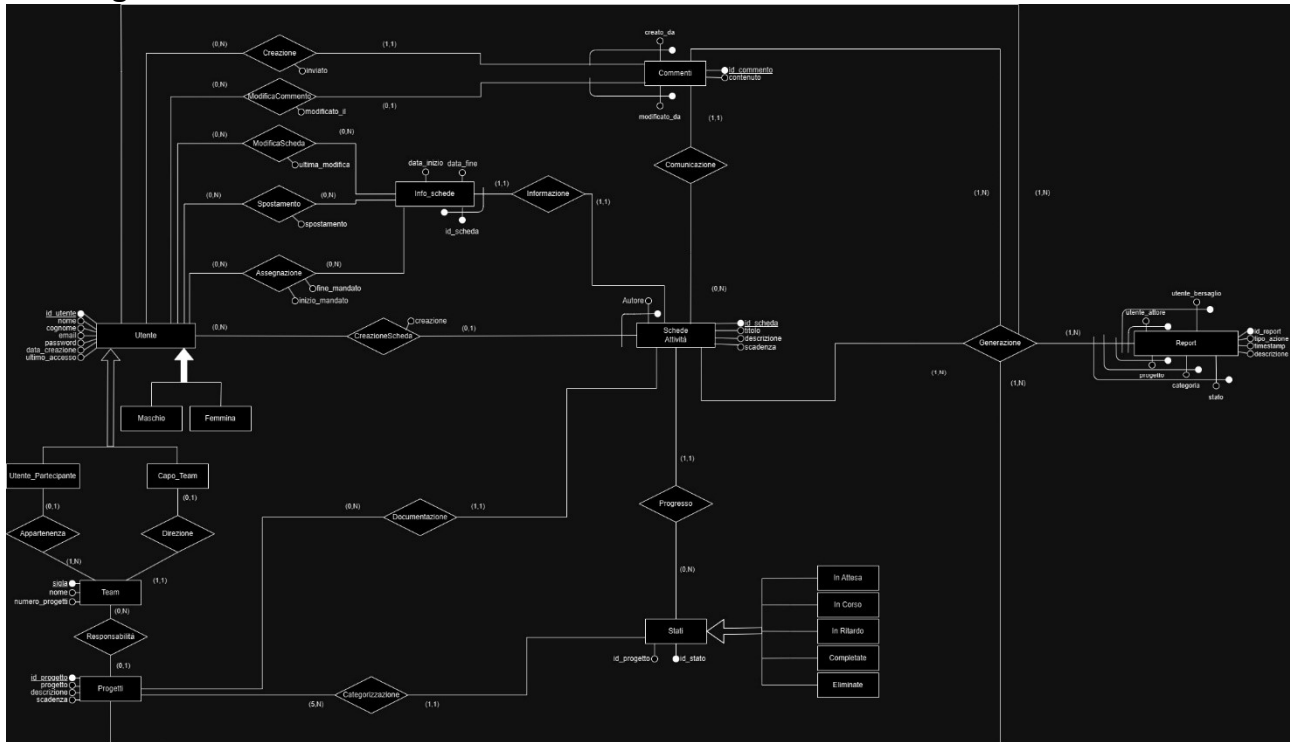 creato_da
(0,N)
(1,1)
Creazione
inviato
Commenti
id_commento
contenuto
(0,N)
ModificaCommento
modificato_il
(0,1)
modificato_da
(1,1)
(0,N)
(0,N)
ModificaScheda
ultima_modifica
data_inizio
data_fine
Comunicazione
(1,1)
Info_schede
Informazione
(1,1)
id_scheda
(0,N)
(0,N)
Spostamento
spostamento
(1,N)
(1,N)
(0,N)
(0,N)
Assegnazione
fine_mandato
inizio_mandato
(0,N)
utente_bersaglio
Autore
id_utente
nome
cognome
email
password
data_creazione
ultimo_accesso
Utente
(0,N)
creazione
CreazioneScheda
(0,1)
Schede
Attività
id_scheda
titolo
descrizione
scadenza
Generazione
(1,N)
utente_attore
Report
id_report
tipo_azione
timestamp
descrizione
(1,N)
(1,N)
progetto
categoria
stato
Maschio
Femmina
Utente_Partecipante
Capo_Team
(1,1)
(0,1)
(0,1)
Progresso
(0,N)
Documentazione
(1,1)
Appartenenza
Direzione
(1,N)
(1,1)
(0,N)
sigla
nome
numero_progetti
Team
(0,N)
In Attesa
In Corso
In Ritardo
Completate
Eliminate
Stati
id_progetto
id_stato
Responsabilità
(0,1)
id_progetto
progetto
descrizione
scadenza
Progetti
(5,N)
Categorizzazione
(1,1)